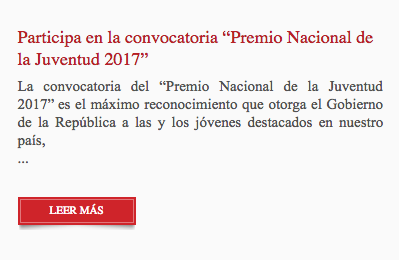 Participa en la convocatoria “Premio Nacional de
la Juventud 2017”
La convocatoria del “Premio Nacional de la Juventud
2017” es el máximo reconocimiento que otorga el Gobierno
de la República a las y los jóvenes destacados en nuestro
país,
...
LEER MÁS